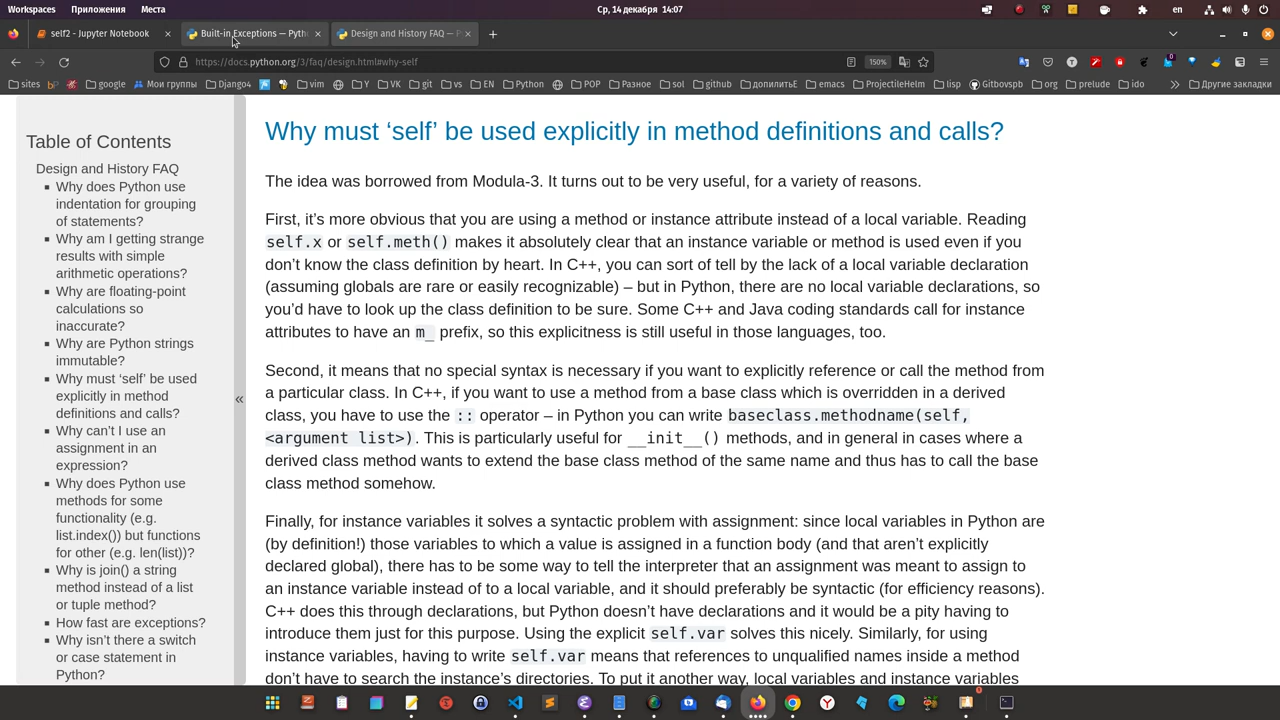 Workspaces Приложения Места Ср, 14 декабря 14:07 en
self2 - Jupyter Notebook × Built-in Exceptions — Pyth × Design and History FAQ — P × +
https://docs.python.org/3/faq/design.html#why-self 150%
sites bp google Мои группы Django4 vim Y VK git vs EN Python POP Разное sol github допилитьE emacs ProjectileHelm lisp Gitbovspb org prelude ido » Другие закладки
Table of Contents
Design and History FAQ
Why does Python use
indentation for grouping
of statements?
Why am I getting strange
results with simple
arithmetic operations?
Why are floating-point
calculations so
inaccurate?
Why are Python strings
immutable?
Why must ‘self’ be used
explicitly in method
definitions and calls?
Why can’t I use an
assignment in an
expression?
Why does Python use
methods for some
functionality (e.g.
list.index()) but functions
for other (e.g. len(list))?
Why is join() a string
method instead of a list
or tuple method?
How fast are exceptions?
Why isn’t there a switch
or case statement in
Python?
«
Why must ‘self’ be used explicitly in method definitions and calls?
The idea was borrowed from Modula-3. It turns out to be very useful, for a variety of reasons.
First, it’s more obvious that you are using a method or instance attribute instead of a local variable. Reading
self.x or self.meth() makes it absolutely clear that an instance variable or method is used even if you
don’t know the class definition by heart. In C++, you can sort of tell by the lack of a local variable declaration
(assuming globals are rare or easily recognizable) – but in Python, there are no local variable declarations, so
you’d have to look up the class definition to be sure. Some C++ and Java coding standards call for instance
attributes to have an m_ prefix, so this explicitness is still useful in those languages, too.
Second, it means that no special syntax is necessary if you want to explicitly reference or call the method from
a particular class. In C++, if you want to use a method from a base class which is overridden in a derived
class, you have to use the :: operator – in Python you can write baseclass.methodname(self,
<argument list>). This is particularly useful for __init__() methods, and in general in cases where a
derived class method wants to extend the base class method of the same name and thus has to call the base
class method somehow.
Finally, for instance variables it solves a syntactic problem with assignment: since local variables in Python are
(by definition!) those variables to which a value is assigned in a function body (and that aren’t explicitly
declared global), there has to be some way to tell the interpreter that an assignment was meant to assign to
an instance variable instead of to a local variable, and it should preferably be syntactic (for efficiency reasons).
C++ does this through declarations, but Python doesn’t have declarations and it would be a pity having to
introduce them just for this purpose. Using the explicit self.var solves this nicely. Similarly, for using
instance variables, having to write self.var means that references to unqualified names inside a method
don’t have to search the instance’s directories. To put it another way, local variables and instance variables